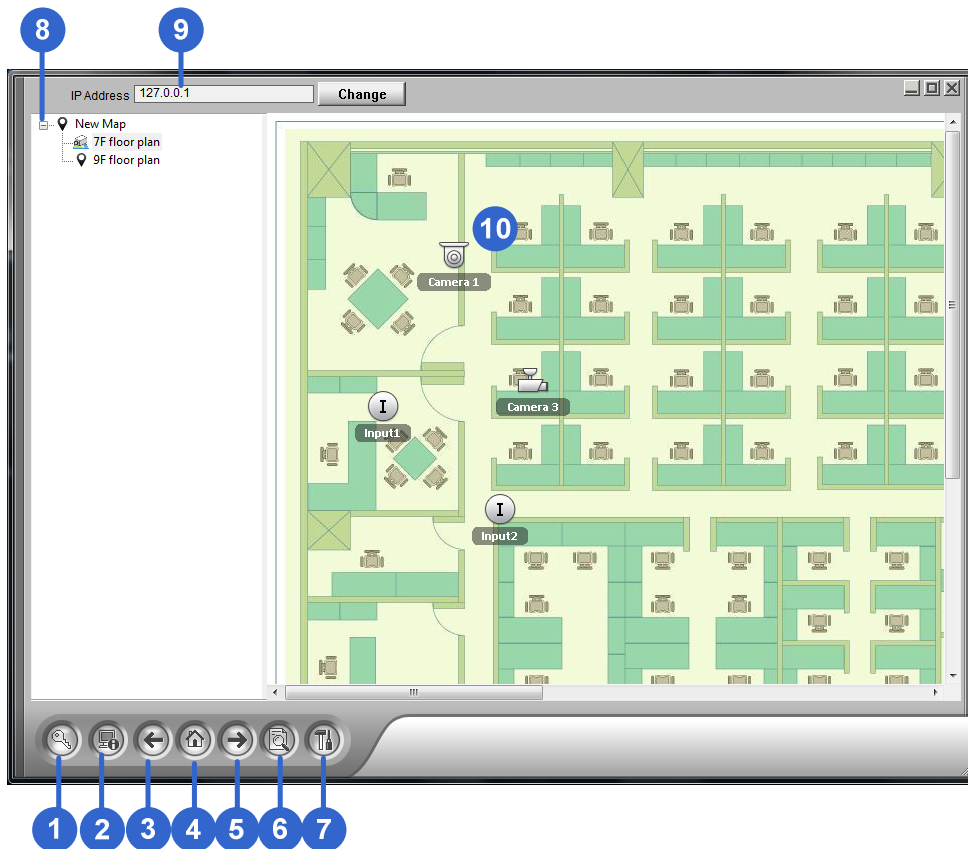 8 9
IP Address 127.0.0.1 Change
New Map
7F floor plan
9F floor plan
10
Camera 1
Camera 3
I
Input1
I
Input2
1 2 3 4 5 6 7